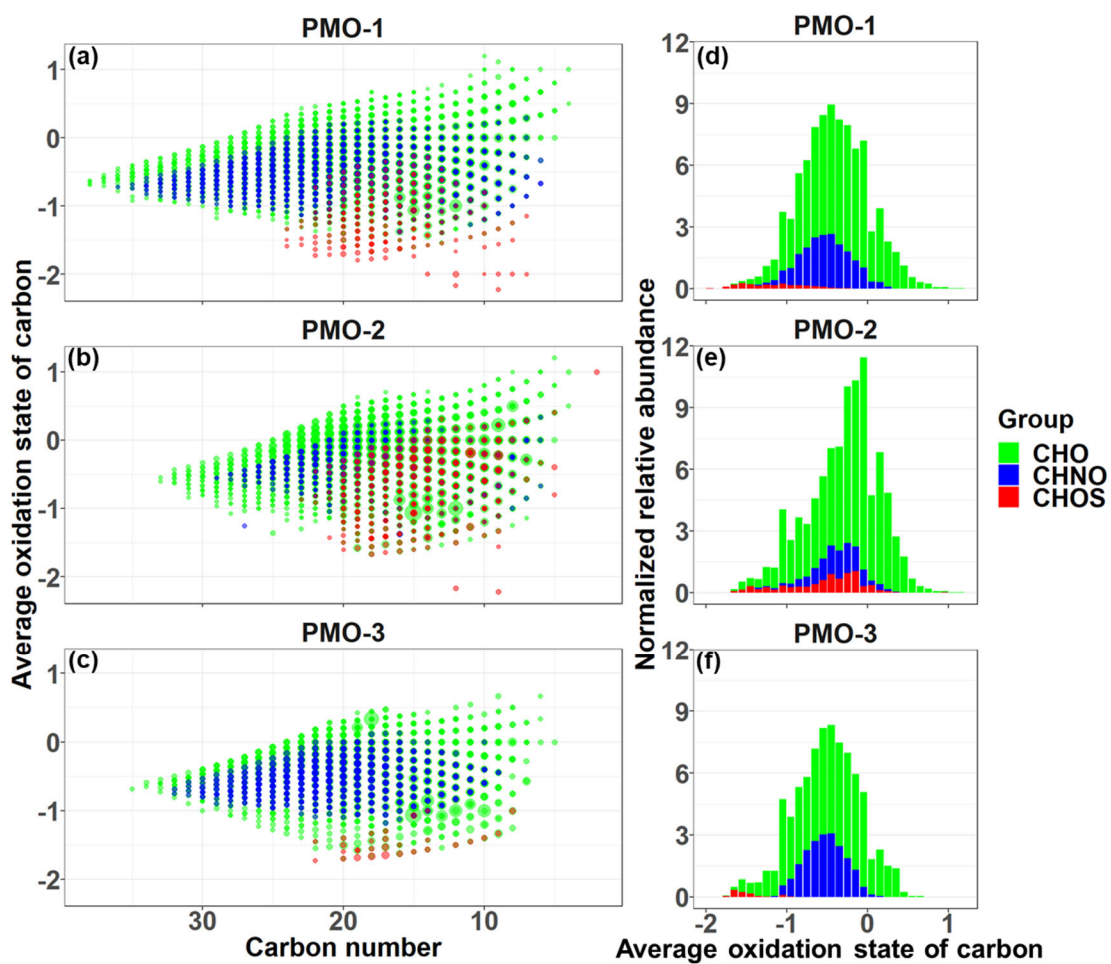 PMO-1
(a)
1
0
-1
-2
PMO-2
(b)
1
0
-1
-2
PMO-3
(c)
1
0
-1
-2
30
20
10
Carbon number
Average oxidation state of carbon
PMO-1
(d)
12
9
6
3
0
PMO-2
(e)
12
9
6
3
0
PMO-3
(f)
12
9
6
3
0
-2
-1
0
1
Average oxidation state of carbon
Normalized relative abundance
Group
CHO
CHNO
CHOS